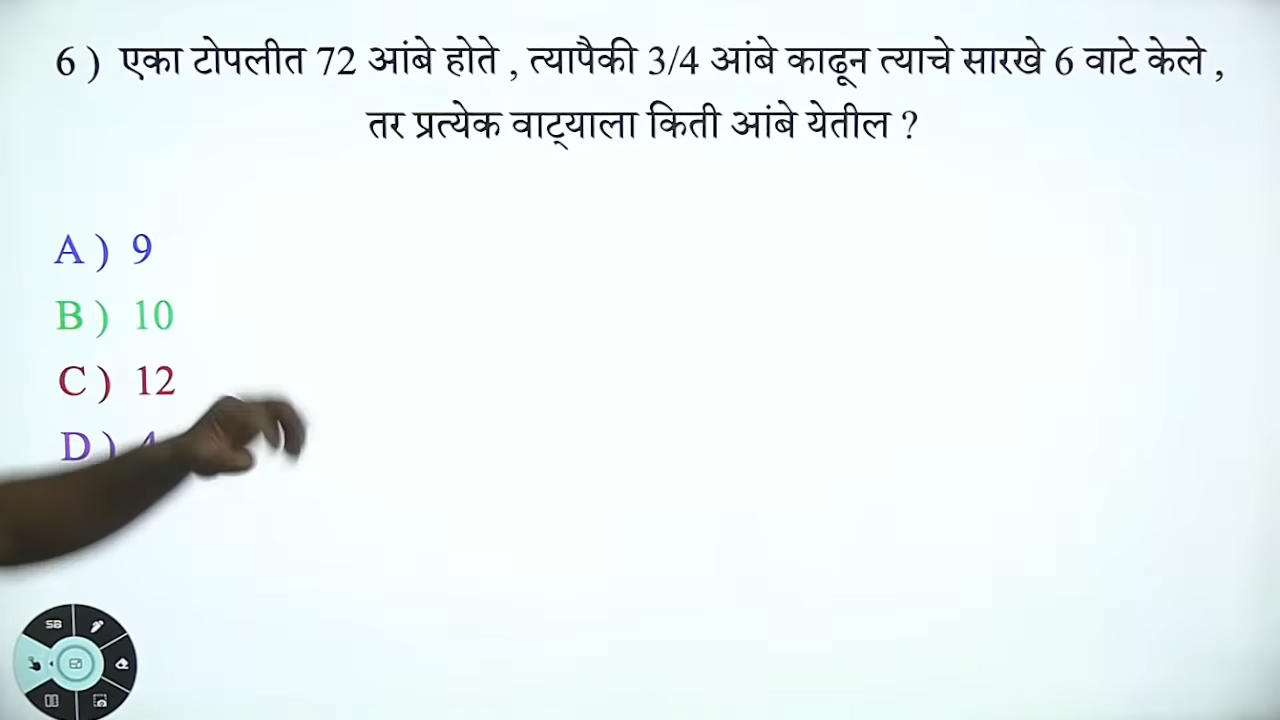 6 ) एका टोपलीत 72 आंबे होते , त्यापैकी 3/4 आंबे काढून त्याचे सारखे 6 वाटे केले ,
तर प्रत्येक वाट्याला किती आंबे येतील ?
A ) 9
B ) 10
C ) 12
D )
SB